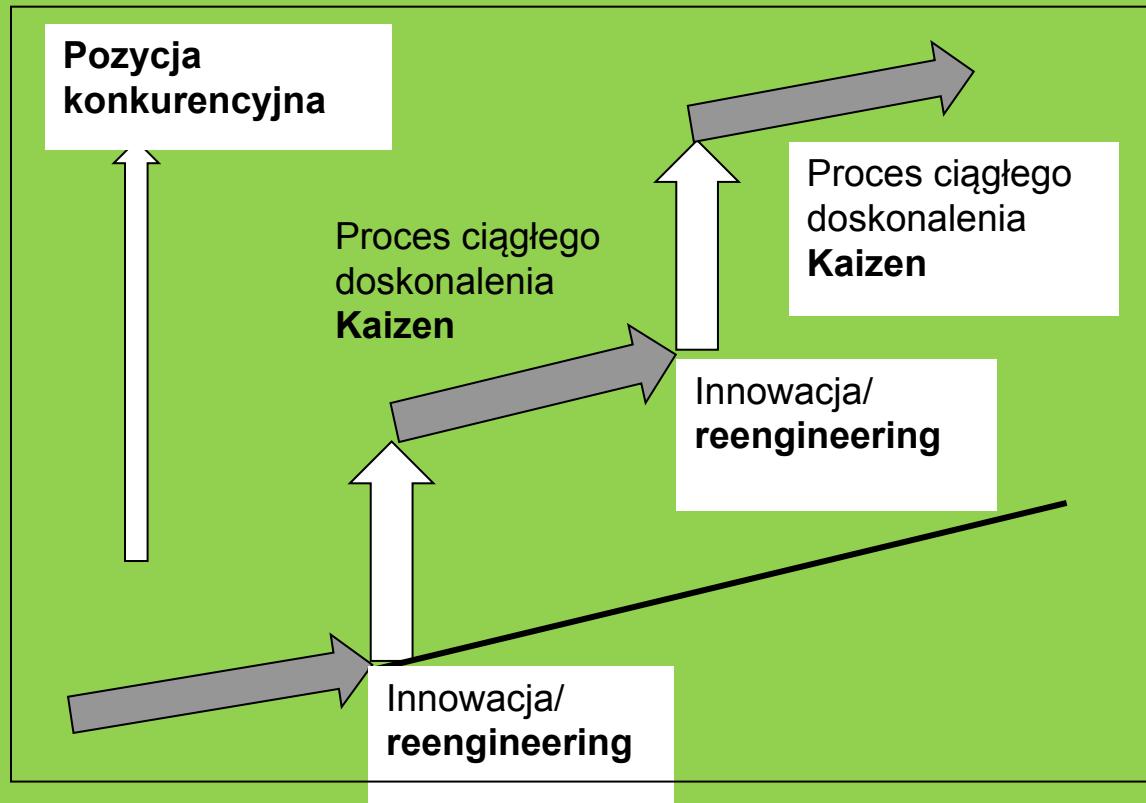 Pozycja
konkurencyjna
Proces ciągłego
doskonalenia
Kaizen
Proces ciągłego
doskonalenia
Kaizen
Innowacja/
reengineering
Innowacja/
reengineering